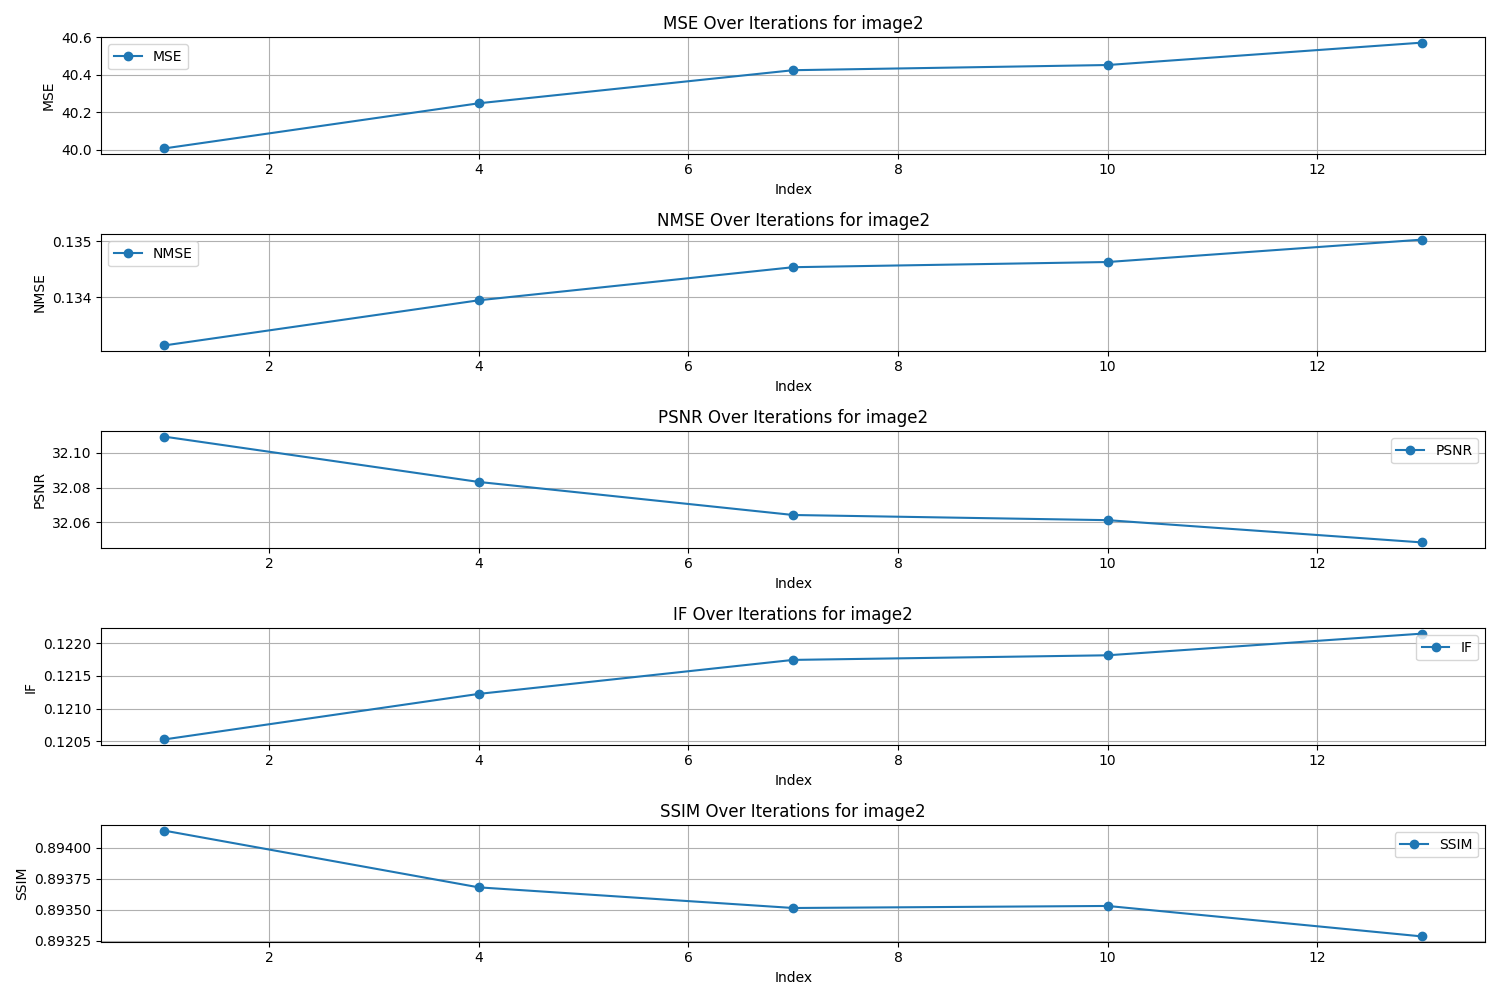 MSE Over Iterations for image2
40.6
40.4
40.2
40.0
MSE
MSE
2 4 6 8 10 12
Index
NMSE Over Iterations for image2
0.135
0.134
NMSE
NMSE
2 4 6 8 10 12
Index
PSNR Over Iterations for image2
32.10
32.08
32.06
PSNR
PSNR
2 4 6 8 10 12
Index
IF Over Iterations for image2
0.1220
0.1215
0.1210
0.1205
IF
IF
2 4 6 8 10 12
Index
SSIM Over Iterations for image2
0.89400
0.89375
0.89350
0.89325
SSIM
SSIM
2 4 6 8 10 12
Index